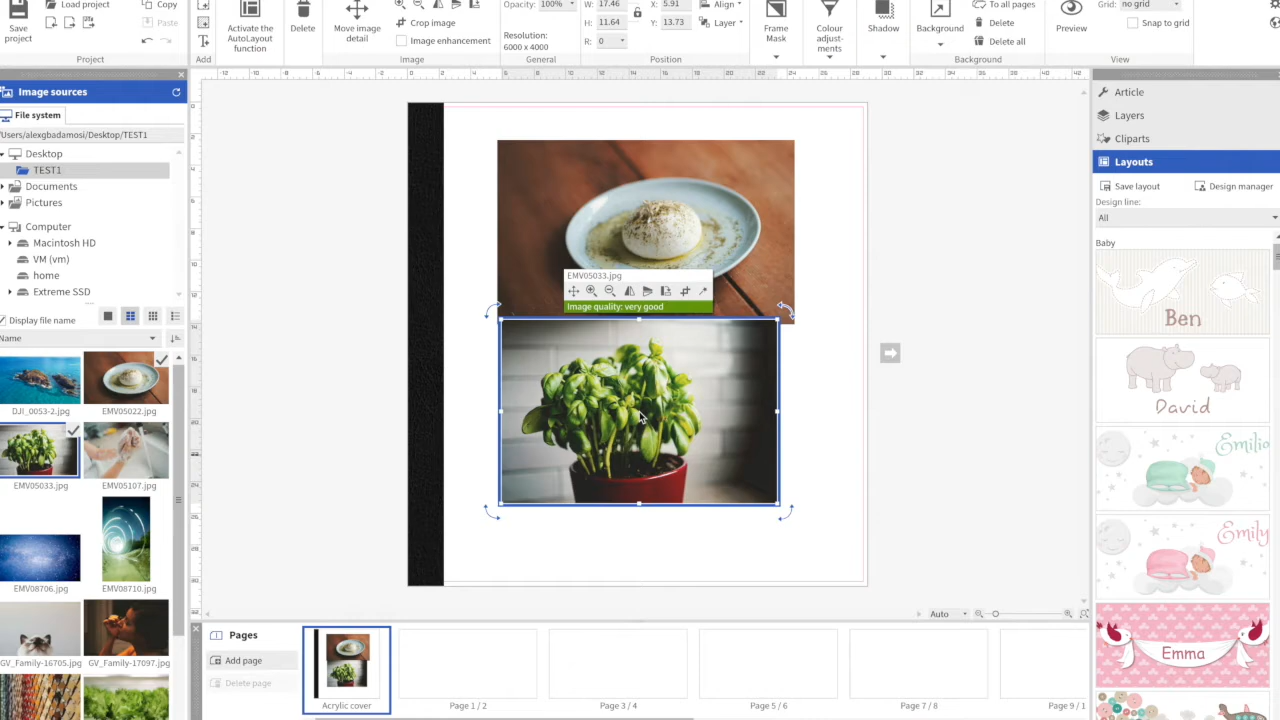 Save
project
Load project
Copy
Paste
Project
Add
Activate the
AutoLayout
function
Delete
Move image
detail
Crop image
Image enhancement
Image
Opacity: 100%
Resolution:
6000 x 4000
General
W: 17.46
H: 11.64
R: 0
X: 5.91
Y: 13.73
Align
Layer
Position
Frame
Mask
Colour
adjust-
ments
Shadow
Background
To all pages
Delete
Delete all
Background
Preview
Grid: no grid
Snap to grid
View
Image sources
File system
/Users/alexgbadamosi/Desktop/TEST1
Desktop
TEST1
Documents
Pictures
Computer
Macintosh HD
VM (vm)
home
Extreme SSD
Display file name
Name
DJI_0053-2.jpg
EMV05022.jpg
EMV05033.jpg
EMV05107.jpg
EMV08706.jpg
EMV08710.jpg
GV_Family-16705.jpg
GV_Family-17097.jpg
EMV05033.jpg
Image quality: very good
Auto
Pages
Add page
Delete page
Acrylic cover
Page 1 / 2
Page 3 / 4
Page 5 / 6
Page 7 / 8
Page 9 / 1
Article
Layers
Cliparts
Layouts
Save layout
Design manager
Design line:
All
Baby
Ben
David
Emilio
Emily
Emma